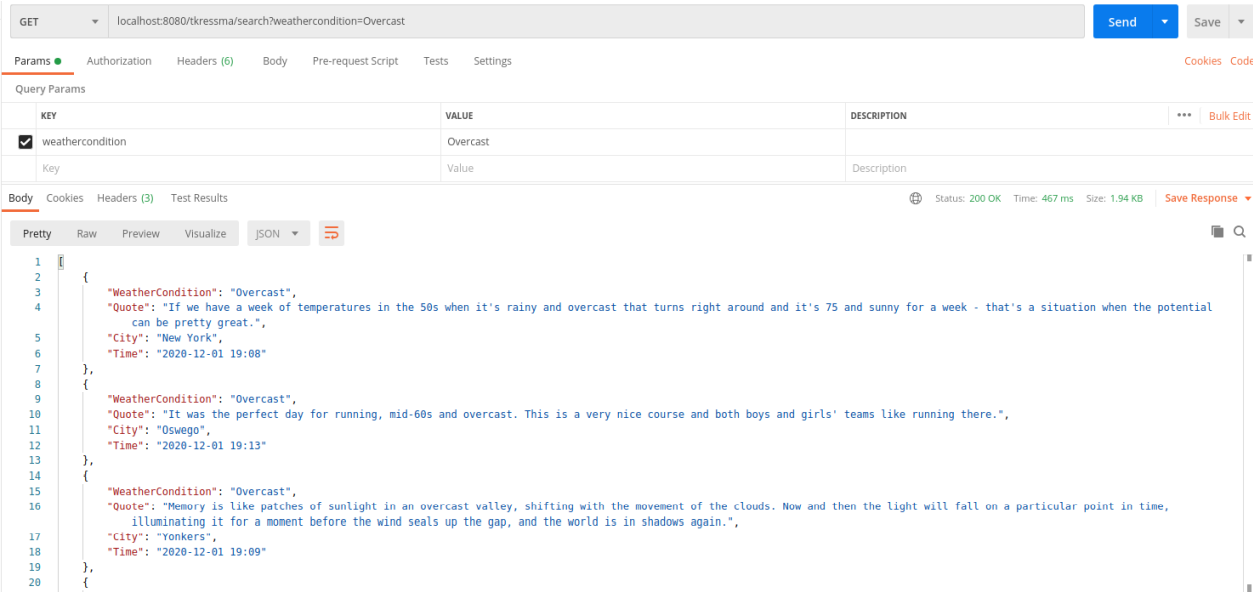 GET localhost:8080/tkressma/search?weathercondition=Overcast Send Save
Params Authorization Headers (6) Body Pre-request Script Tests Settings Cookies Code
Query Params
KEY VALUE DESCRIPTION ••• Bulk Edit
weathercondition Overcast
Key Value Description
Body Cookies Headers (3) Test Results Status: 200 OK Time: 467 ms Size: 1.94 KB Save Response
Pretty Raw Preview Visualize JSON
1 [
2 {
3 "WeatherCondition": "Overcast",
4 "Quote": "If we have a week of temperatures in the 50s when it's rainy and overcast that turns right around and it's 75 and sunny for a week - that's a situation when the potential
can be pretty great.",
5 "City": "New York",
6 "Time": "2020-12-01 19:08"
7 },
8 {
9 "WeatherCondition": "Overcast",
10 "Quote": "It was the perfect day for running, mid-60s and overcast. This is a very nice course and both boys and girls' teams like running there.",
11 "City": "Oswego",
12 "Time": "2020-12-01 19:13"
13 },
14 {
15 "WeatherCondition": "Overcast",
16 "Quote": "Memory is like patches of sunlight in an overcast valley, shifting with the movement of the clouds. Now and then the light will fall on a particular point in time,
illuminating it for a moment before the wind seals up the gap, and the world is in shadows again.",
17 "City": "Yonkers",
18 "Time": "2020-12-01 19:09"
19 },
20 {